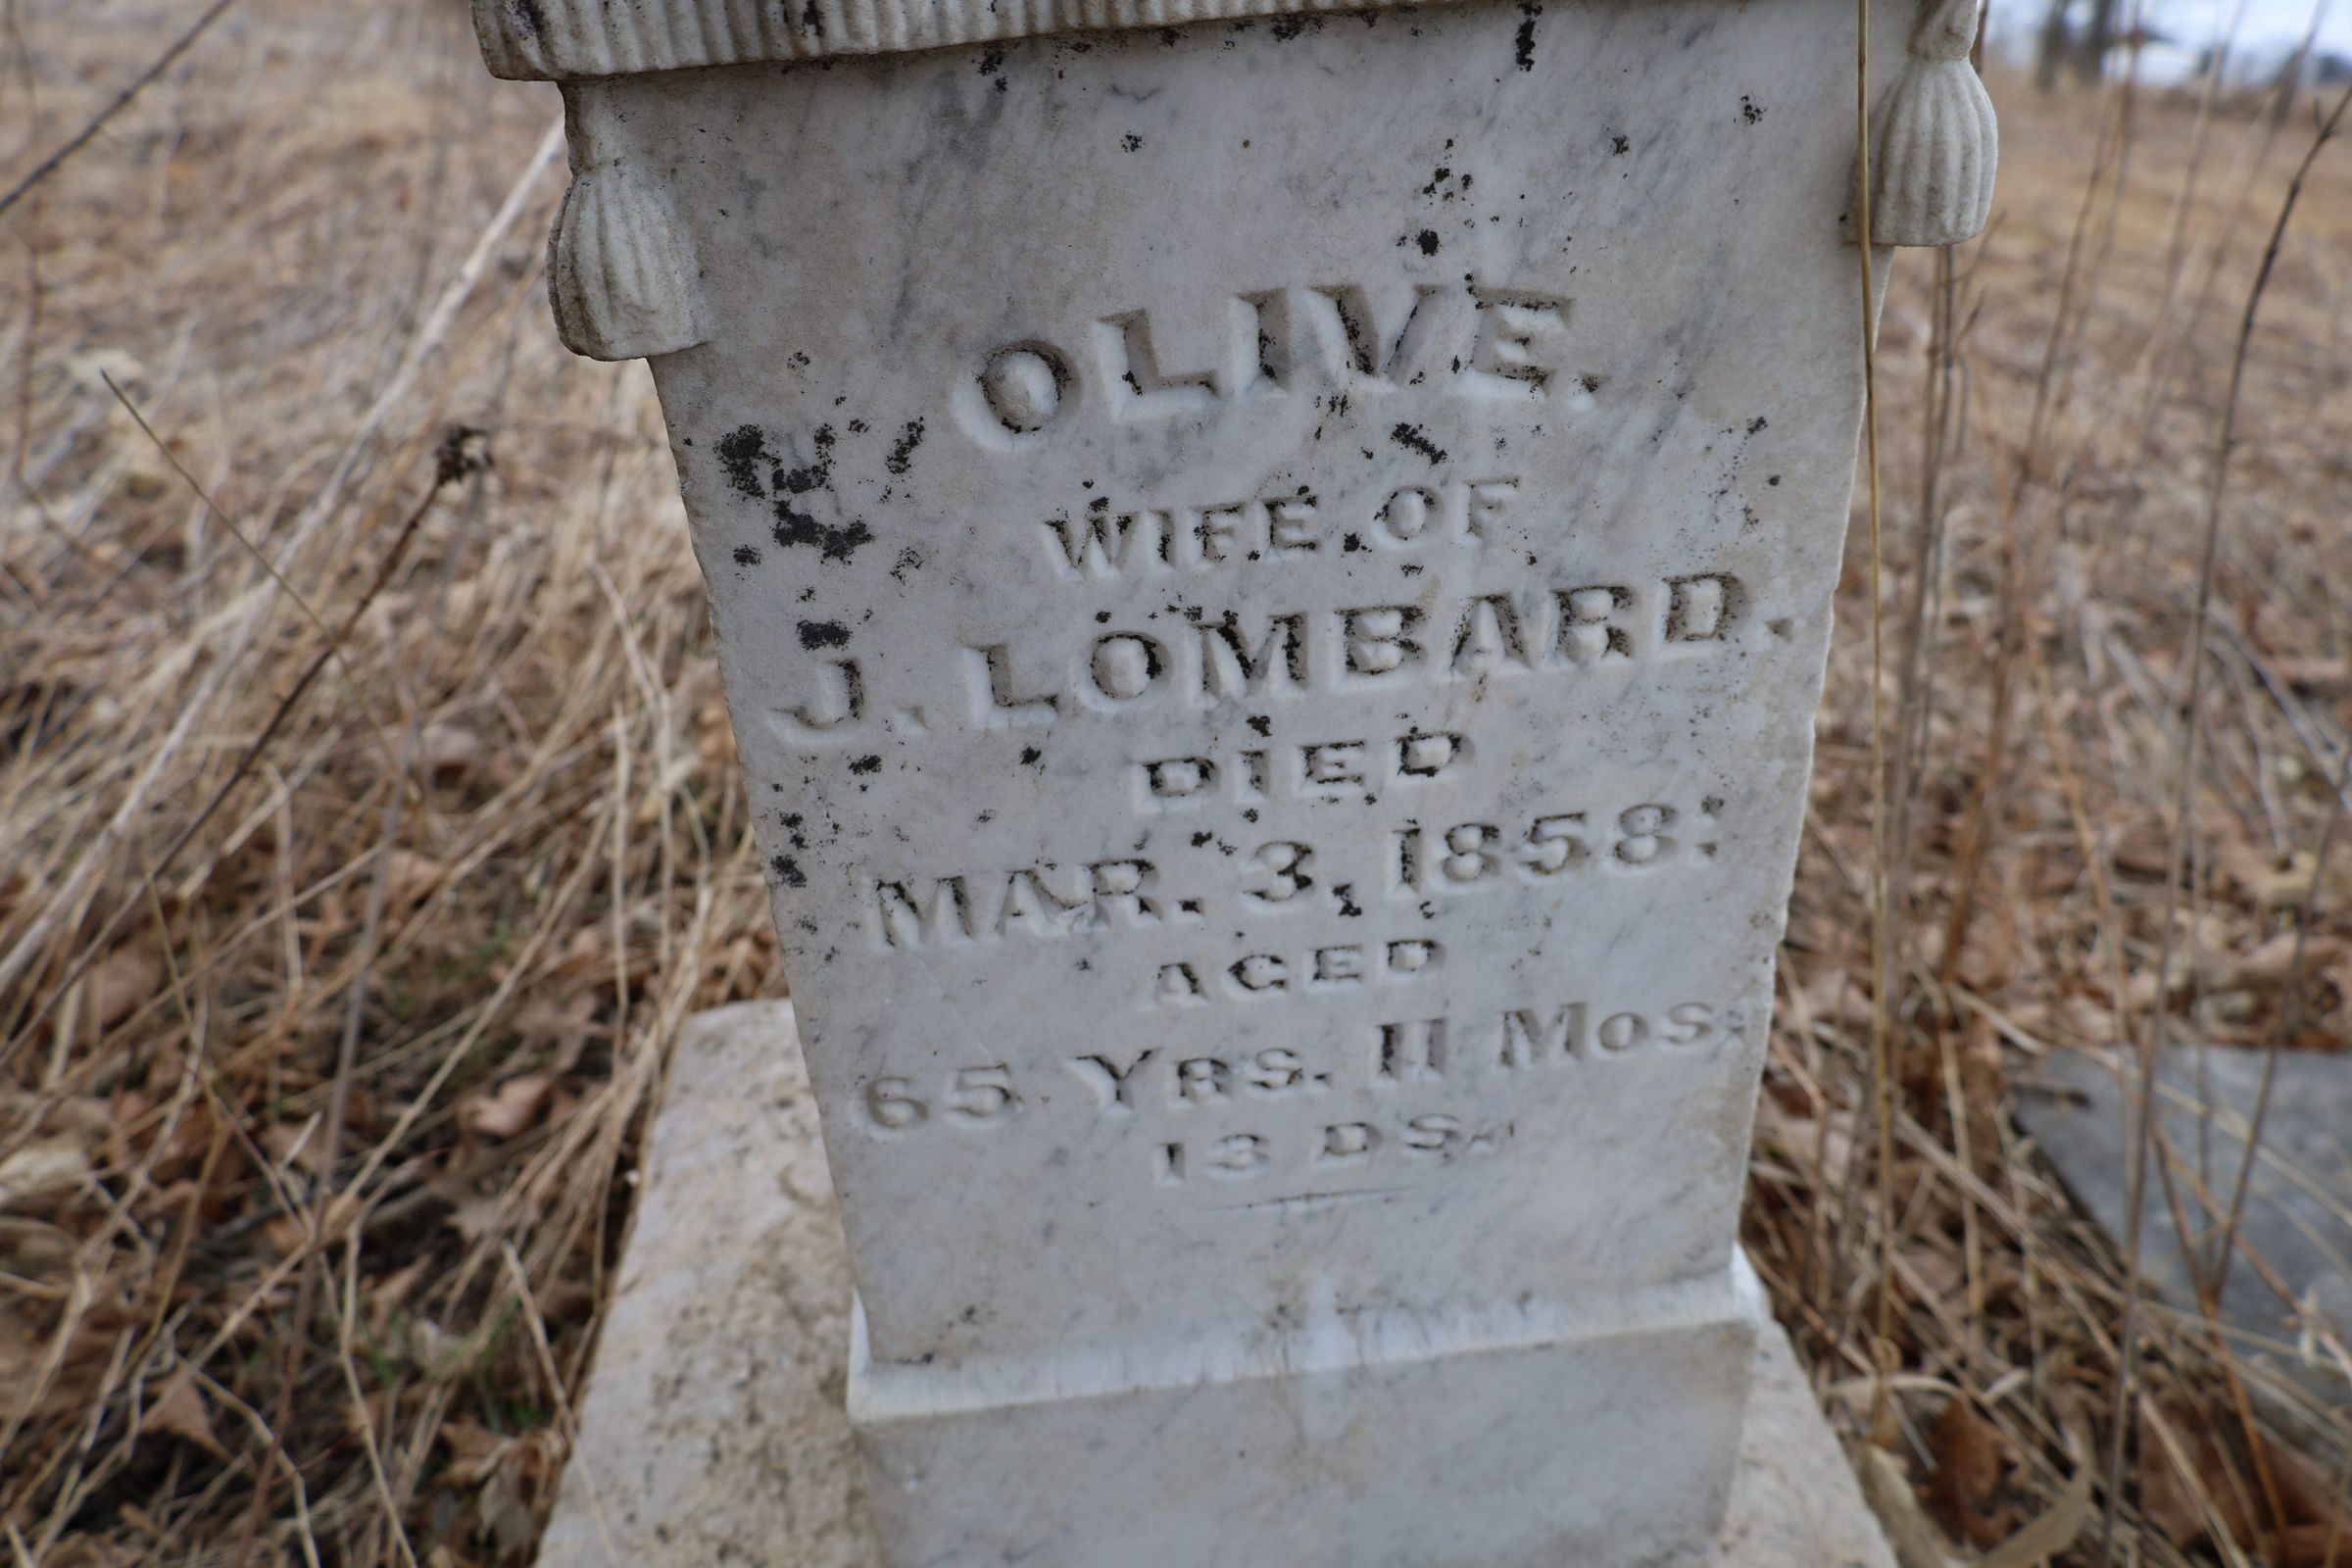 OLIVE.
WIFE OF
J. LOMBARD.
DIED
MAR. 3, 1858:
AGED
65 YRS. 11 MOS.
13 DS.